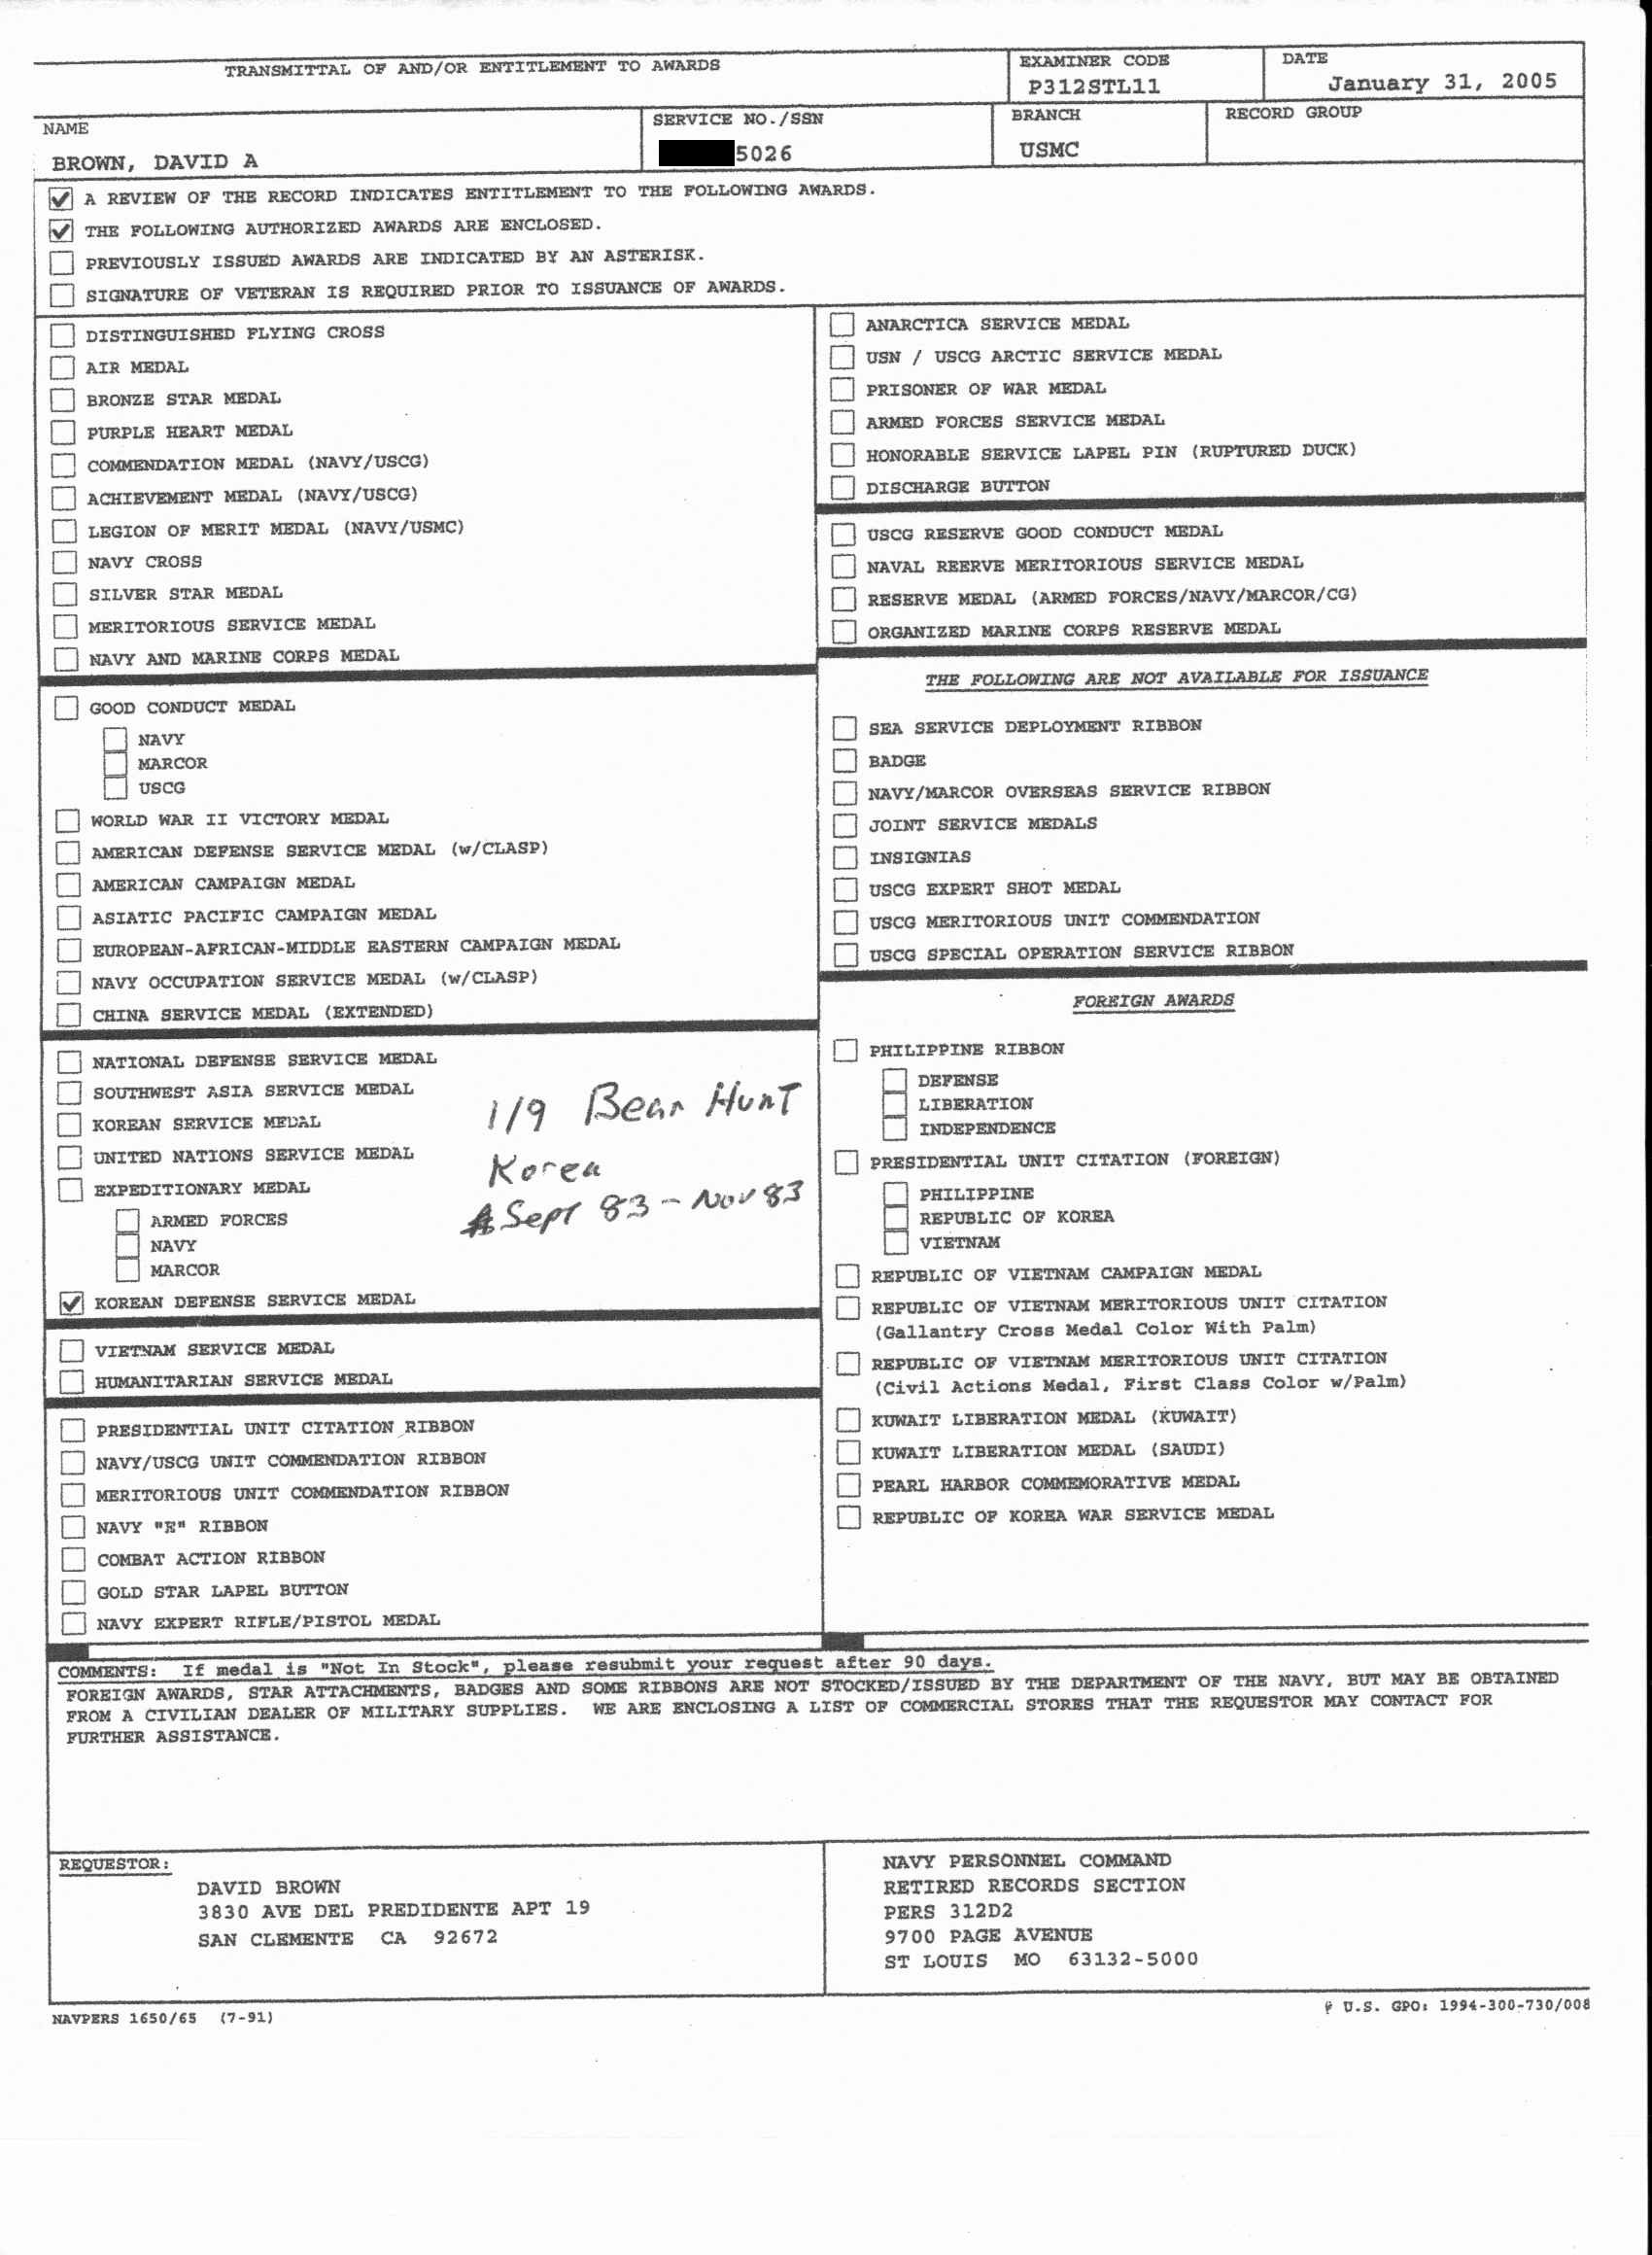 TRANSMITTAL OF AND/OR ENTITLEMENT TO AWARDS
EXAMINER CODE
P312STL11
DATE
January 31, 2005
NAME
BROWN, DAVID A
SERVICE NO./SSN
5026
BRANCH
USMC
RECORD GROUP
A REVIEW OF THE RECORD INDICATES ENTITLEMENT TO THE FOLLOWING AWARDS.
THE FOLLOWING AUTHORIZED AWARDS ARE ENCLOSED.
PREVIOUSLY ISSUED AWARDS ARE INDICATED BY AN ASTERISK.
SIGNATURE OF VETERAN IS REQUIRED PRIOR TO ISSUANCE OF AWARDS.
DISTINGUISHED FLYING CROSS
AIR MEDAL
BRONZE STAR MEDAL
PURPLE HEART MEDAL
COMMENDATION MEDAL (NAVY/USCG)
ACHIEVEMENT MEDAL (NAVY/USCG)
LEGION OF MERIT MEDAL (NAVY/USMC)
NAVY CROSS
SILVER STAR MEDAL
MERITORIOUS SERVICE MEDAL
NAVY AND MARINE CORPS MEDAL
GOOD CONDUCT MEDAL
NAVY
MARCOR
USCG
WORLD WAR II VICTORY MEDAL
AMERICAN DEFENSE SERVICE MEDAL (w/CLASP)
AMERICAN CAMPAIGN MEDAL
ASIATIC PACIFIC CAMPAIGN MEDAL
EUROPEAN-AFRICAN-MIDDLE EASTERN CAMPAIGN MEDAL
NAVY OCCUPATION SERVICE MEDAL (w/CLASP)
CHINA SERVICE MEDAL (EXTENDED)
NATIONAL DEFENSE SERVICE MEDAL
SOUTHWEST ASIA SERVICE MEDAL
KOREAN SERVICE MEDAL
UNITED NATIONS SERVICE MEDAL
EXPEDITIONARY MEDAL
ARMED FORCES
NAVY
MARCOR
1/9 Bear Hunt
Korea
Sept 83 - Nov 83
KOREAN DEFENSE SERVICE MEDAL
VIETNAM SERVICE MEDAL
HUMANITARIAN SERVICE MEDAL
PRESIDENTIAL UNIT CITATION RIBBON
NAVY/USCG UNIT COMMENDATION RIBBON
MERITORIOUS UNIT COMMENDATION RIBBON
NAVY "E" RIBBON
COMBAT ACTION RIBBON
GOLD STAR LAPEL BUTTON
NAVY EXPERT RIFLE/PISTOL MEDAL
ANARCTICA SERVICE MEDAL
USN / USCG ARCTIC SERVICE MEDAL
PRISONER OF WAR MEDAL
ARMED FORCES SERVICE MEDAL
HONORABLE SERVICE LAPEL PIN (RUPTURED DUCK)
DISCHARGE BUTTON
USCG RESERVE GOOD CONDUCT MEDAL
NAVAL REERVE MERITORIOUS SERVICE MEDAL
RESERVE MEDAL (ARMED FORCES/NAVY/MARCOR/CG)
ORGANIZED MARINE CORPS RESERVE MEDAL
THE FOLLOWING ARE NOT AVAILABLE FOR ISSUANCE
SEA SERVICE DEPLOYMENT RIBBON
BADGE
NAVY/MARCOR OVERSEAS SERVICE RIBBON
JOINT SERVICE MEDALS
INSIGNIAS
USCG EXPERT SHOT MEDAL
USCG MERITORIOUS UNIT COMMENDATION
USCG SPECIAL OPERATION SERVICE RIBBON
FOREIGN AWARDS
PHILIPPINE RIBBON
DEFENSE
LIBERATION
INDEPENDENCE
PRESIDENTIAL UNIT CITATION (FOREIGN)
PHILIPPINE
REPUBLIC OF KOREA
VIETNAM
REPUBLIC OF VIETNAM CAMPAIGN MEDAL
REPUBLIC OF VIETNAM MERITORIOUS UNIT CITATION
(Gallantry Cross Medal Color With Palm)
REPUBLIC OF VIETNAM MERITORIOUS UNIT CITATION
(Civil Actions Medal, First Class Color w/Palm)
KUWAIT LIBERATION MEDAL (KUWAIT)
KUWAIT LIBERATION MEDAL (SAUDI)
PEARL HARBOR COMMEMORATIVE MEDAL
REPUBLIC OF KOREA WAR SERVICE MEDAL
COMMENTS: If medal is "Not In Stock", please resubmit your request after 90 days.
FOREIGN AWARDS, STAR ATTACHMENTS, BADGES AND SOME RIBBONS ARE NOT STOCKED/ISSUED BY THE DEPARTMENT OF THE NAVY, BUT MAY BE OBTAINED
FROM A CIVILIAN DEALER OF MILITARY SUPPLIES. WE ARE ENCLOSING A LIST OF COMMERCIAL STORES THAT THE REQUESTOR MAY CONTACT FOR
FURTHER ASSISTANCE.
REQUESTOR:
DAVID BROWN
3830 AVE DEL PREDIDENTE APT 19
SAN CLEMENTE CA 92672
NAVY PERSONNEL COMMAND
RETIRED RECORDS SECTION
PERS 312D2
9700 PAGE AVENUE
ST LOUIS MO 63132-5000
NAVPERS 1650/65 (7-91)
U.S. GPO: 1994-300-730/008